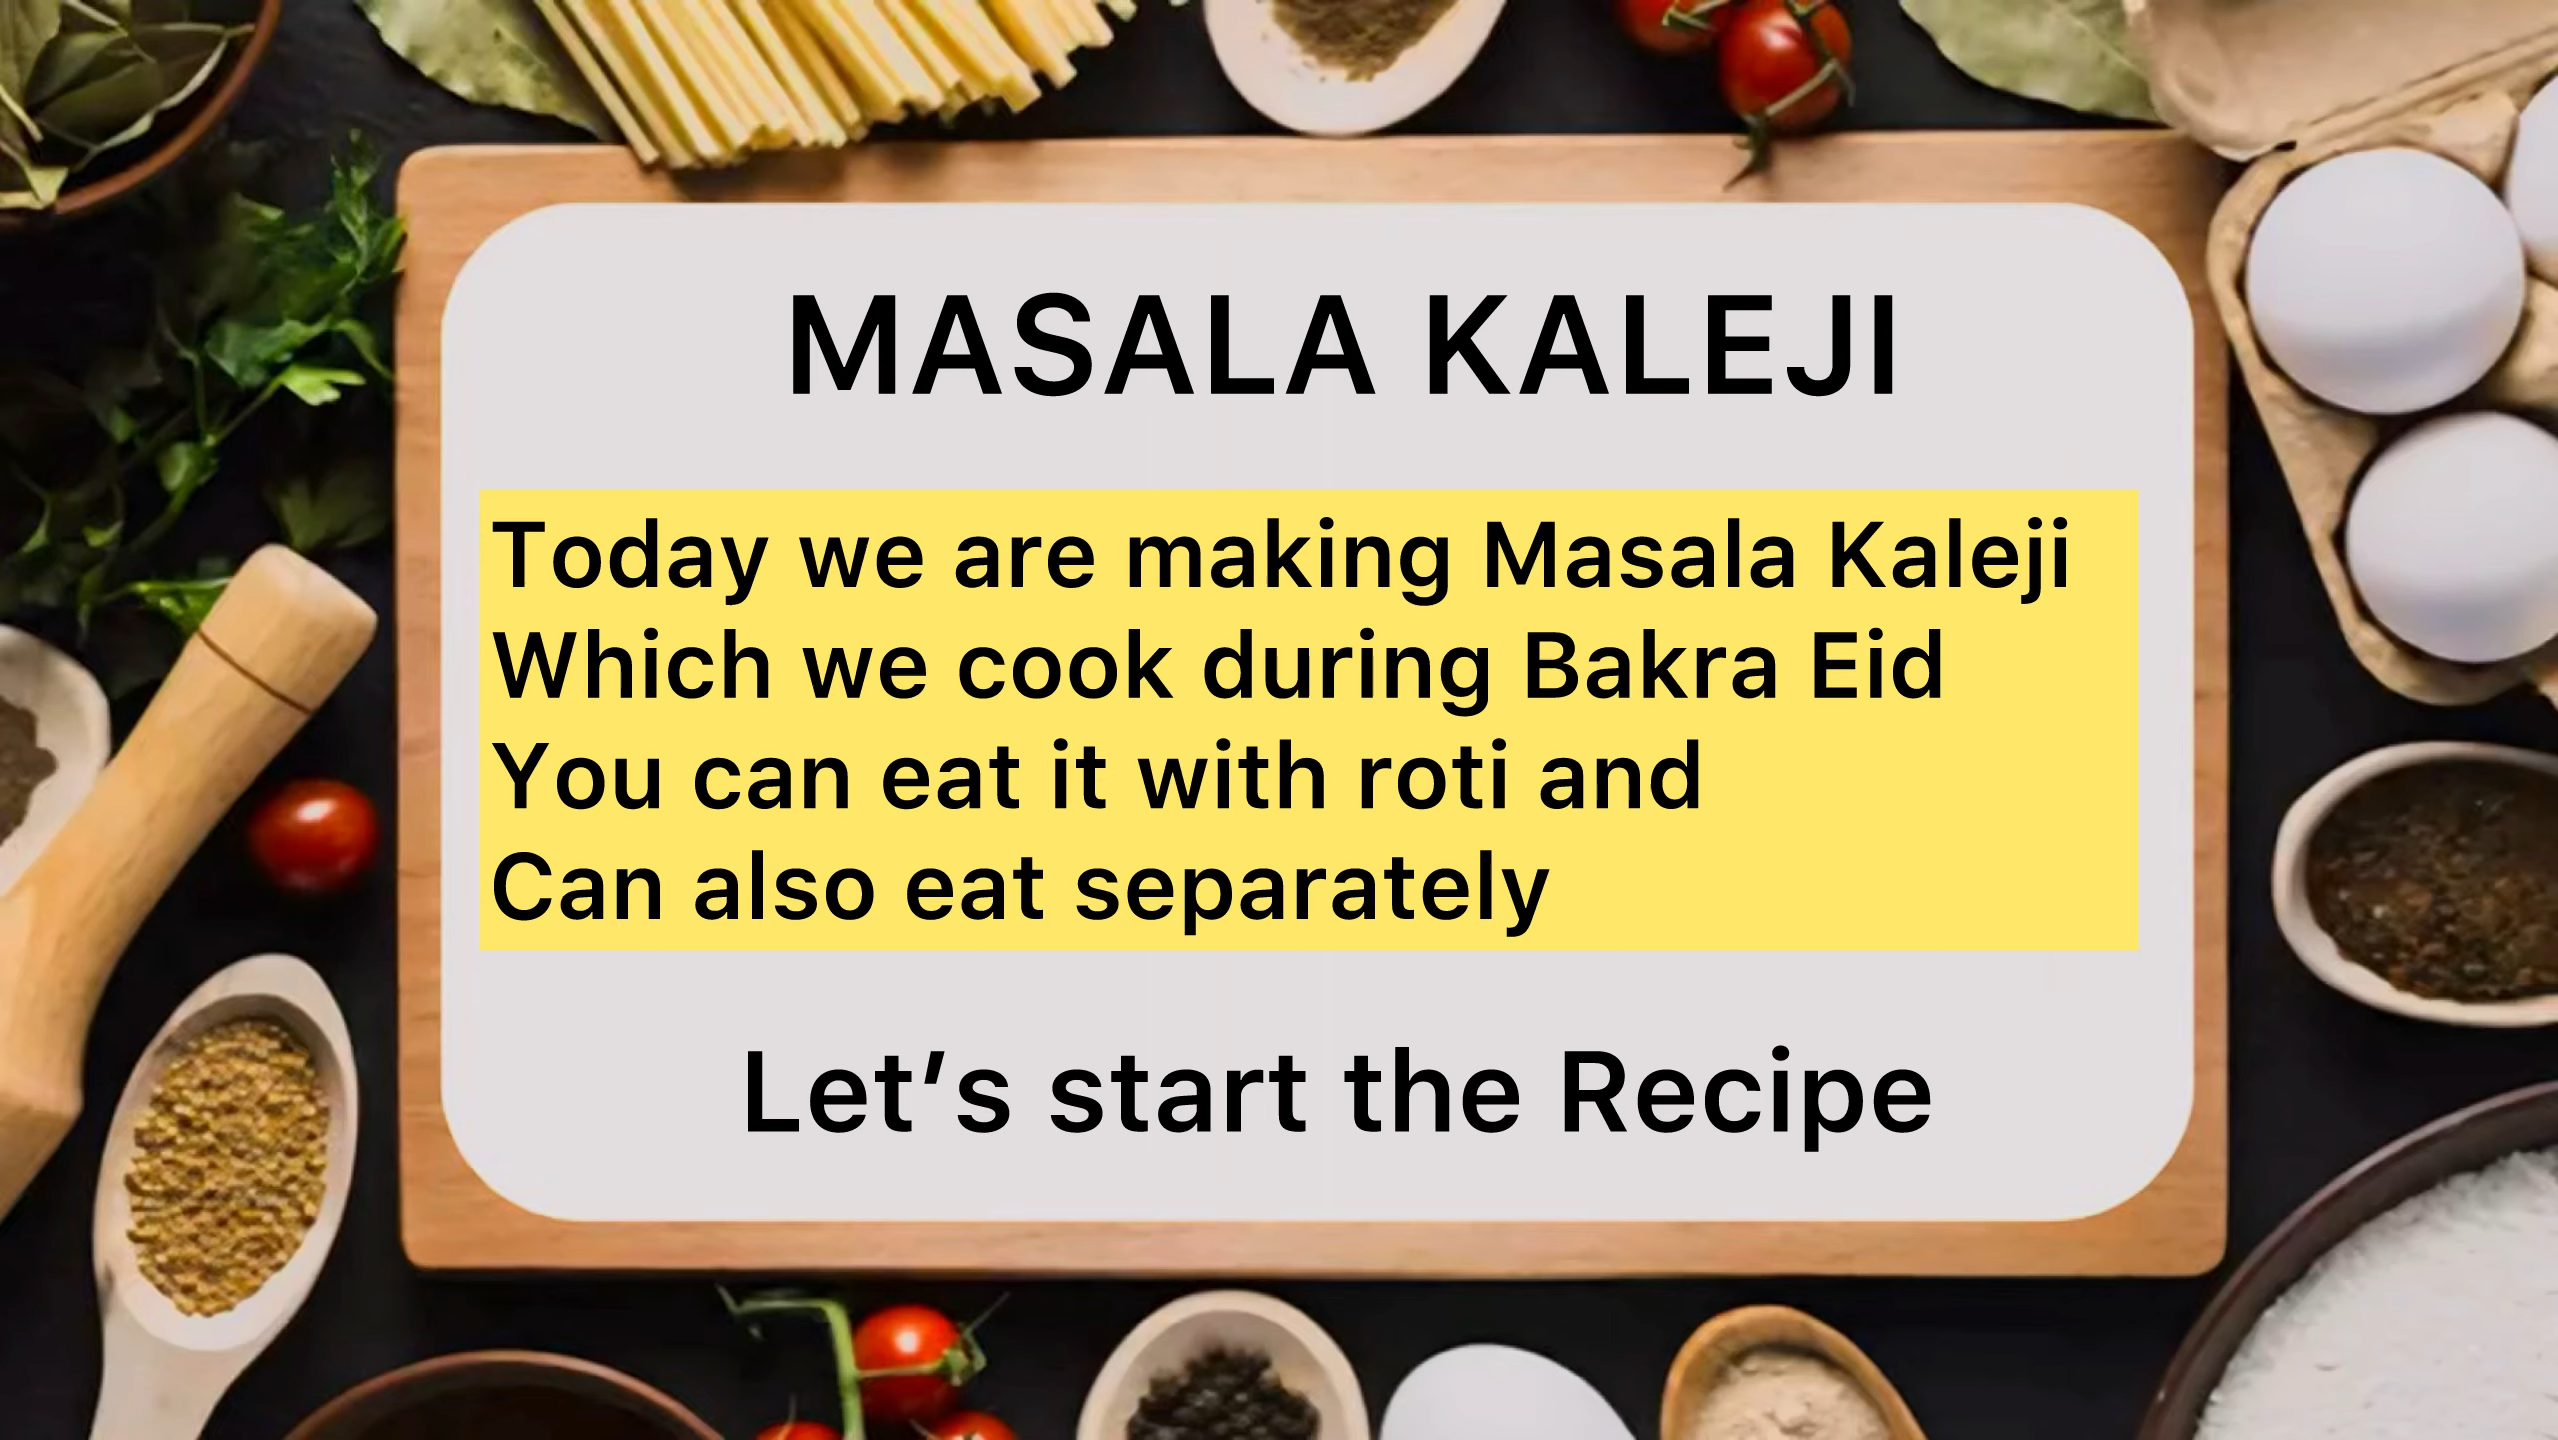 MASALA KALEJI
Today we are making Masala Kaleji
Which we cook during Bakra Eid
You can eat it with roti and
Can also eat separately
Let’s start the Recipe